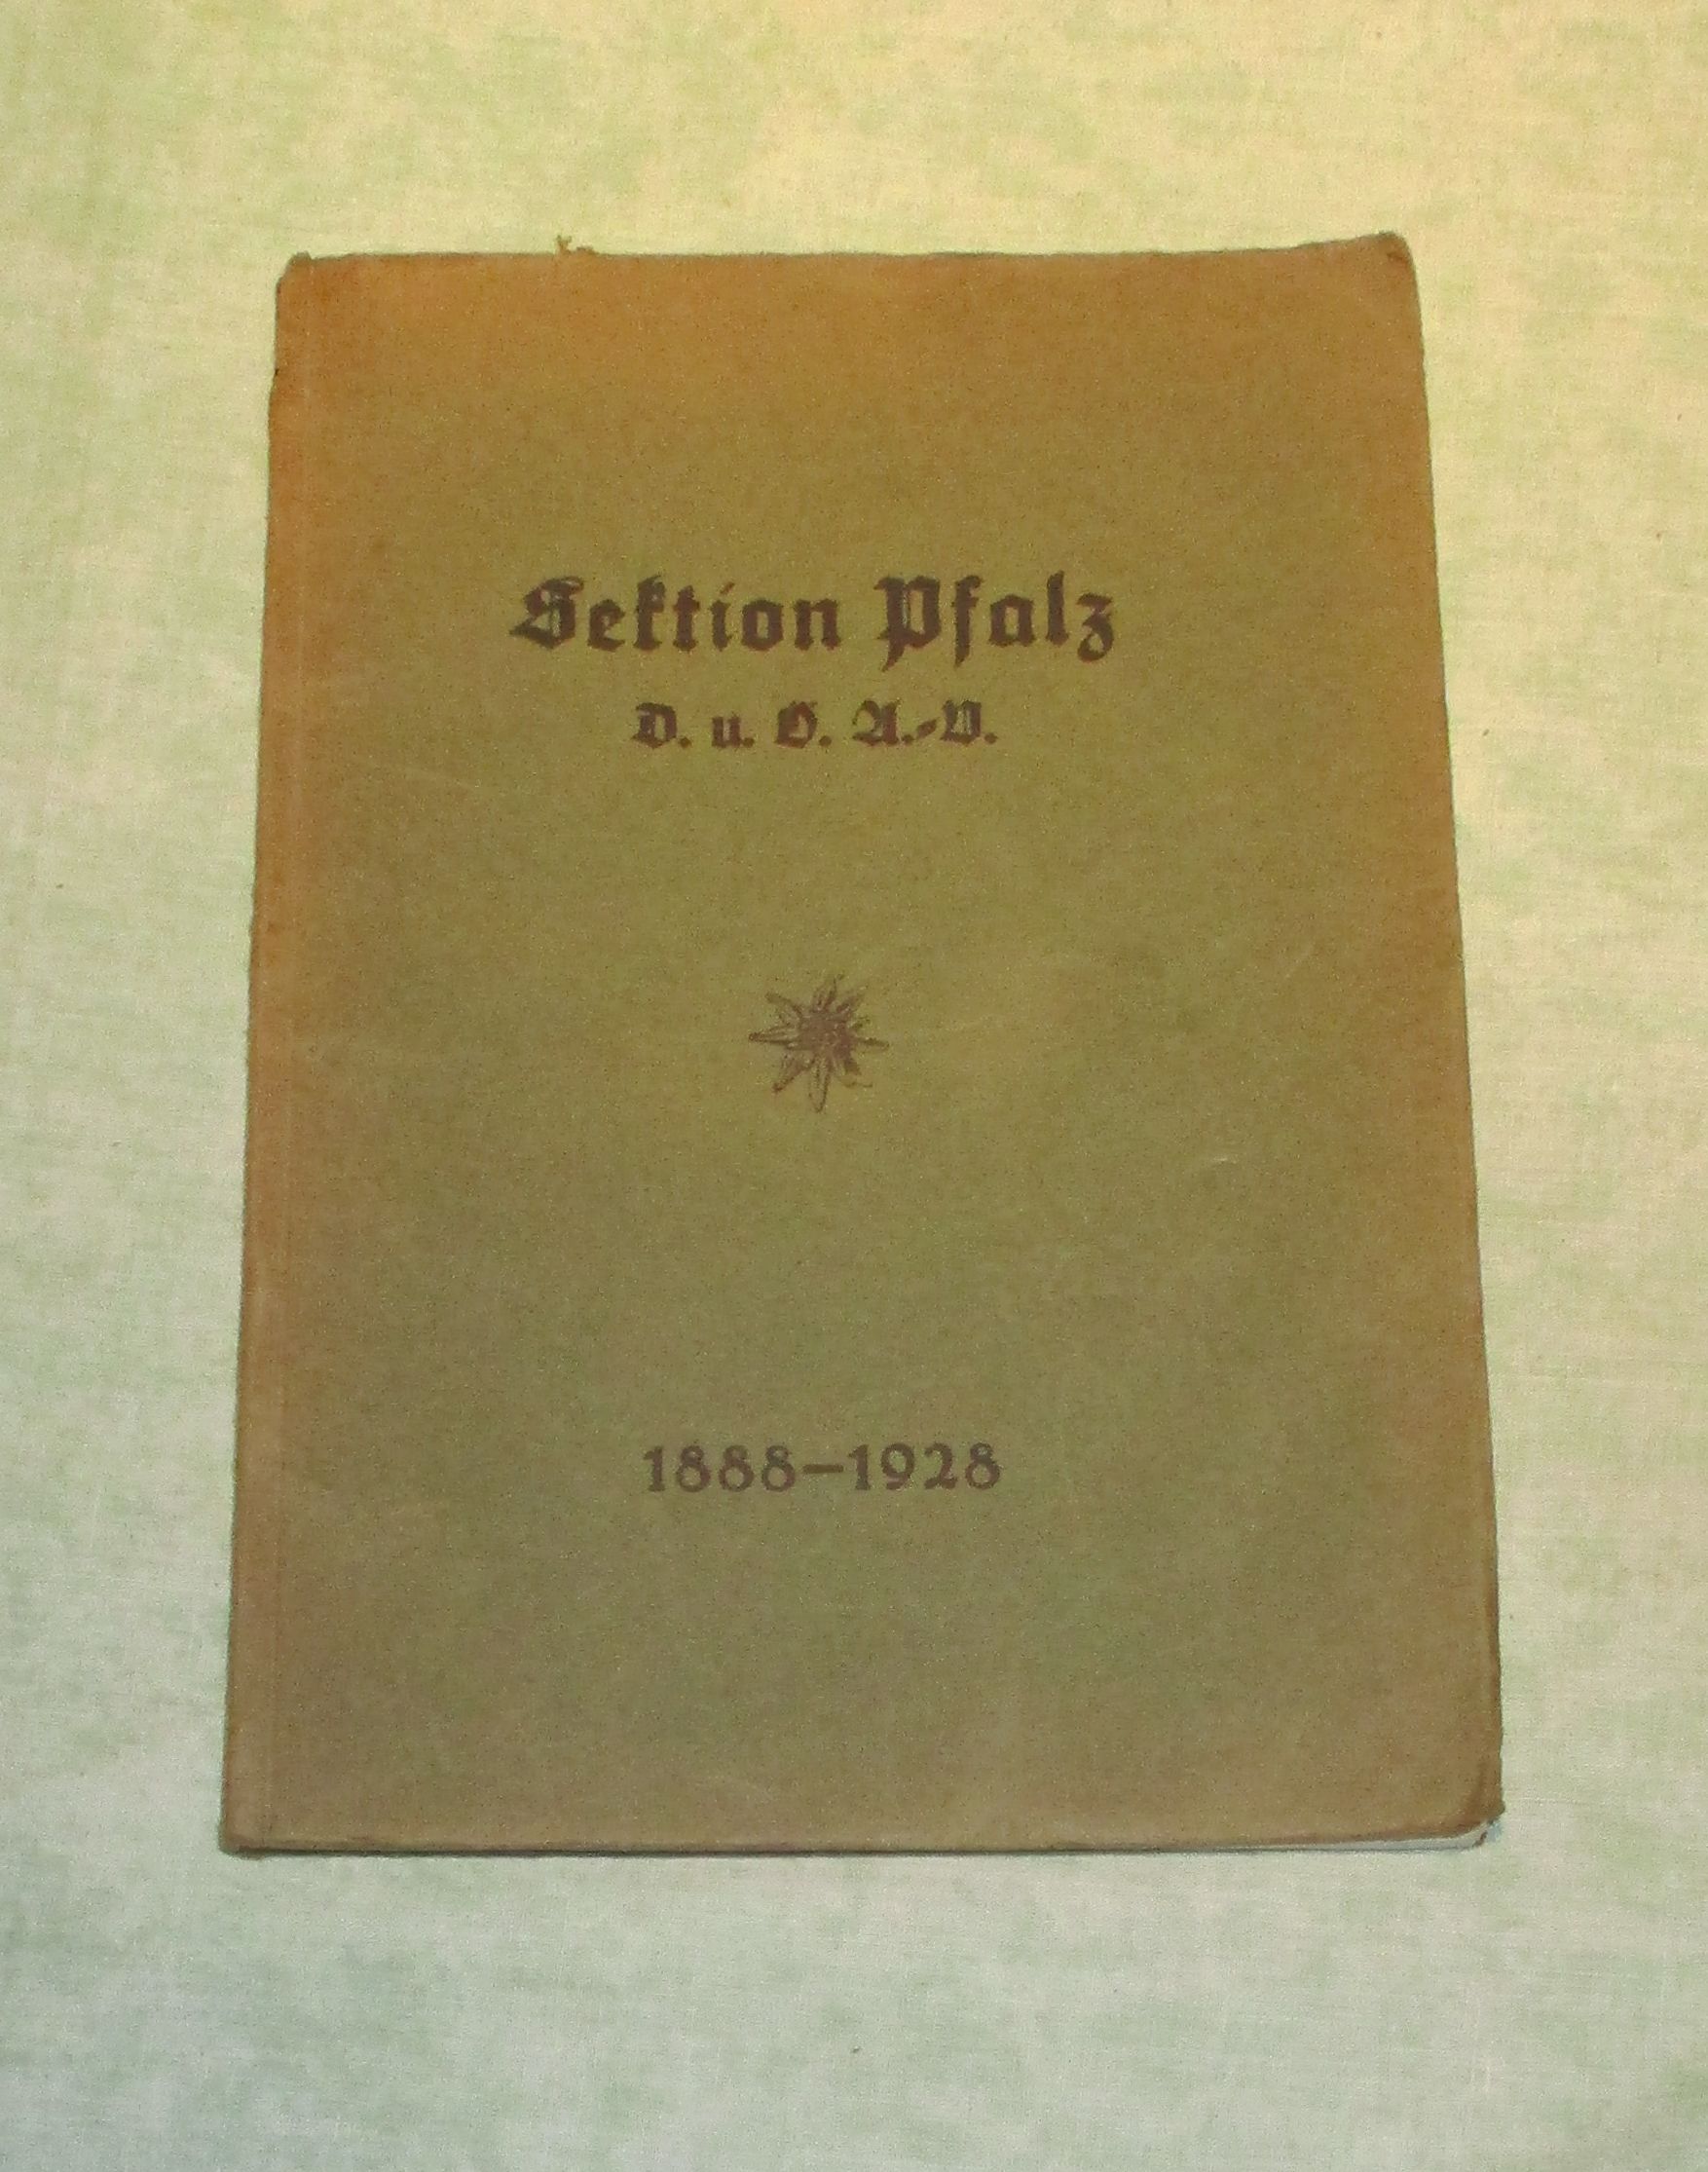 Sektion Pfalz
D. u. Ö. A.-V.
1888–1928